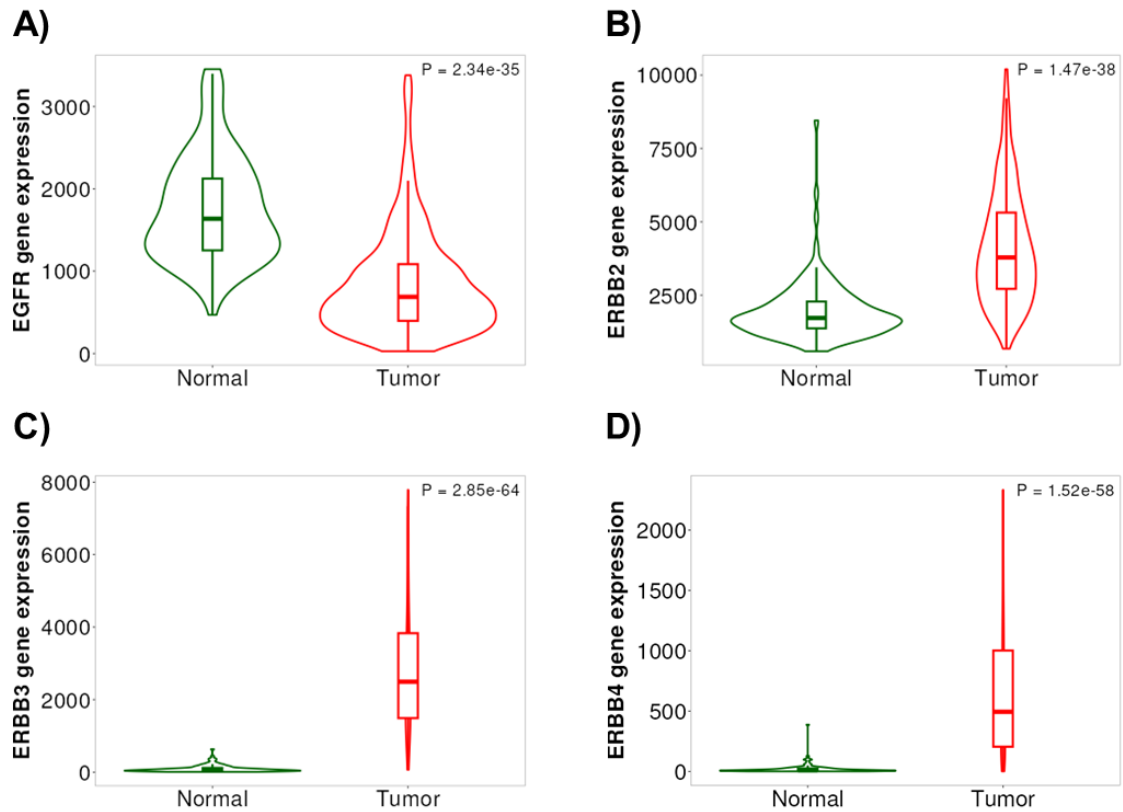 A)
P = 2.34e-35
EGFR gene expression
3000
2000
1000
0
Normal
Tumor
B)
P = 1.47e-38
ERBB2 gene expression
10000
7500
5000
2500
Normal
Tumor
C)
P = 2.85e-64
ERBB3 gene expression
8000
6000
4000
2000
0
Normal
Tumor
D)
P = 1.52e-58
ERBB4 gene expression
2000
1500
1000
500
0
Normal
Tumor